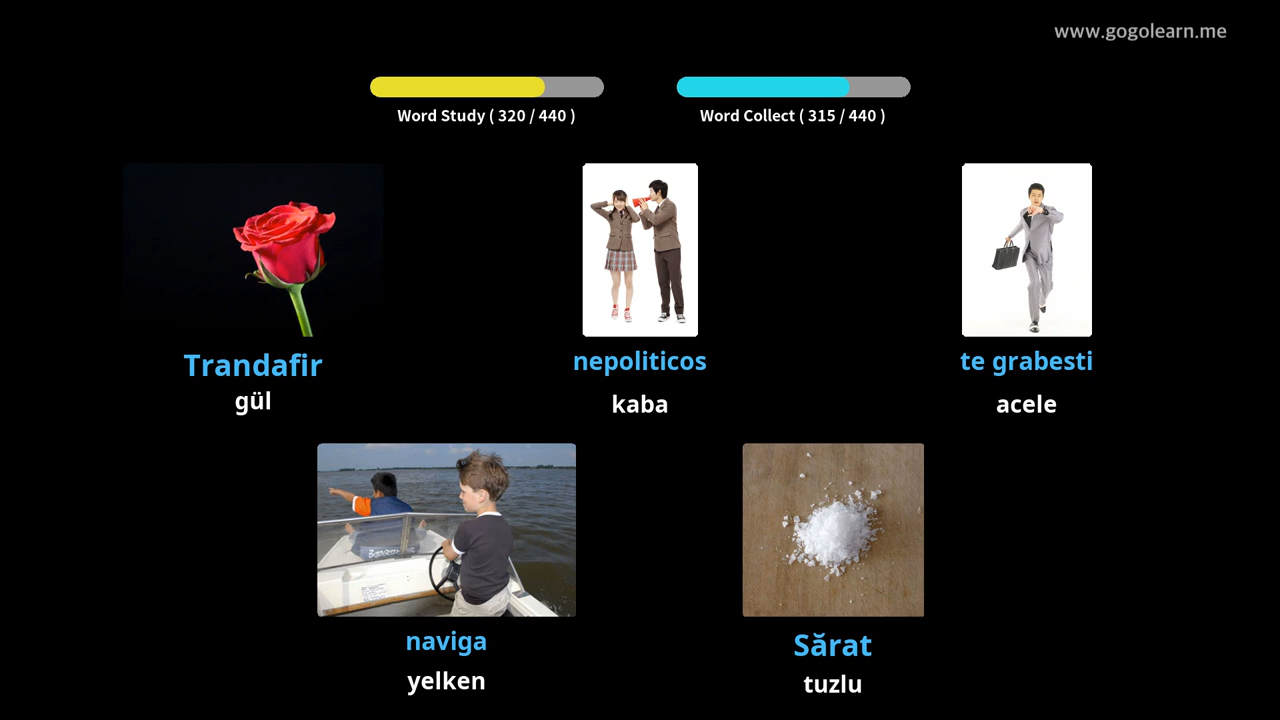 www.gogolearn.me
Word Study ( 320 / 440 )
Word Collect ( 315 / 440 )
Trandafir
gül
nepoliticos
kaba
te grabesti
acele
naviga
yelken
Sărat
tuzlu